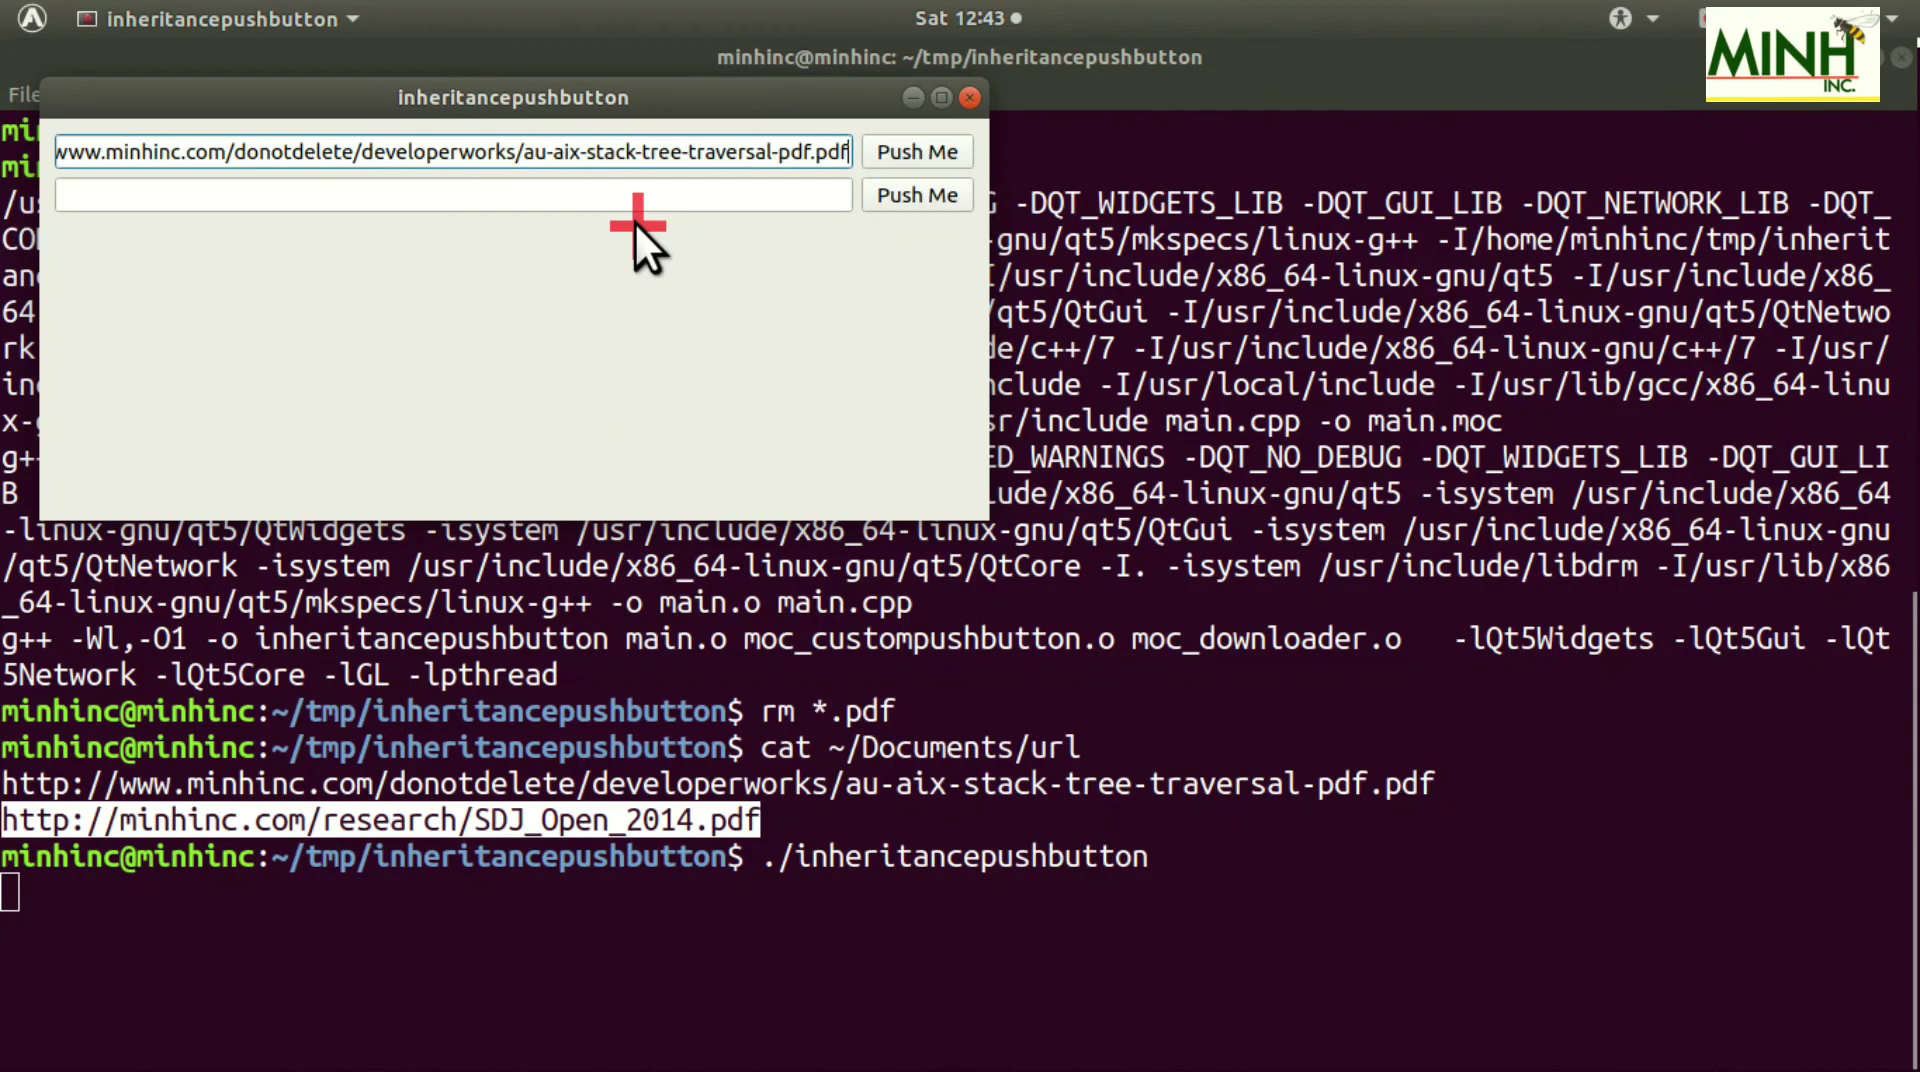 inheritancepushbutton
Sat 12:43
MINH
INC.
minhinc@minhinc: ~/tmp/inheritancepushbutton
File
inheritancepushbutton
www.minhinc.com/donotdelete/developerworks/au-aix-stack-tree-traversal-pdf.pdf
Push Me
Push Me
-DQT_WIDGETS_LIB -DQT_GUI_LIB -DQT_NETWORK_LIB -DQT_
-gnu/qt5/mkspecs/linux-g++ -I/home/minhinc/tmp/inherit
/usr/include/x86_64-linux-gnu/qt5 -I/usr/include/x86_
64 /qt5/QtGui -I/usr/include/x86_64-linux-gnu/qt5/QtNetwo
rk de/c++/7 -I/usr/include/x86_64-linux-gnu/c++/7 -I/usr/
nclude -I/usr/local/include -I/usr/lib/gcc/x86_64-linu
x- sr/include main.cpp -o main.moc
g+ ED_WARNINGS -DQT_NO_DEBUG -DQT_WIDGETS_LIB -DQT_GUI_LI
B lude/x86_64-linux-gnu/qt5 -isystem /usr/include/x86_64
-linux-gnu/qt5/QtWidgets -isystem /usr/include/x86_64-linux-gnu/qt5/QtGui -isystem /usr/include/x86_64-linux-gnu
/qt5/QtNetwork -isystem /usr/include/x86_64-linux-gnu/qt5/QtCore -I. -isystem /usr/include/libdrm -I/usr/lib/x86
_64-linux-gnu/qt5/mkspecs/linux-g++ -o main.o main.cpp
g++ -Wl,-O1 -o inheritancepushbutton main.o moc_custompushbutton.o moc_downloader.o   -lQt5Widgets -lQt5Gui -lQt
5Network -lQt5Core -lGL -lpthread
minhinc@minhinc:~/tmp/inheritancepushbutton$ rm *.pdf
minhinc@minhinc:~/tmp/inheritancepushbutton$ cat ~/Documents/url
http://www.minhinc.com/donotdelete/developerworks/au-aix-stack-tree-traversal-pdf.pdf
http://minhinc.com/research/SDJ_Open_2014.pdf
minhinc@minhinc:~/tmp/inheritancepushbutton$ ./inheritancepushbutton